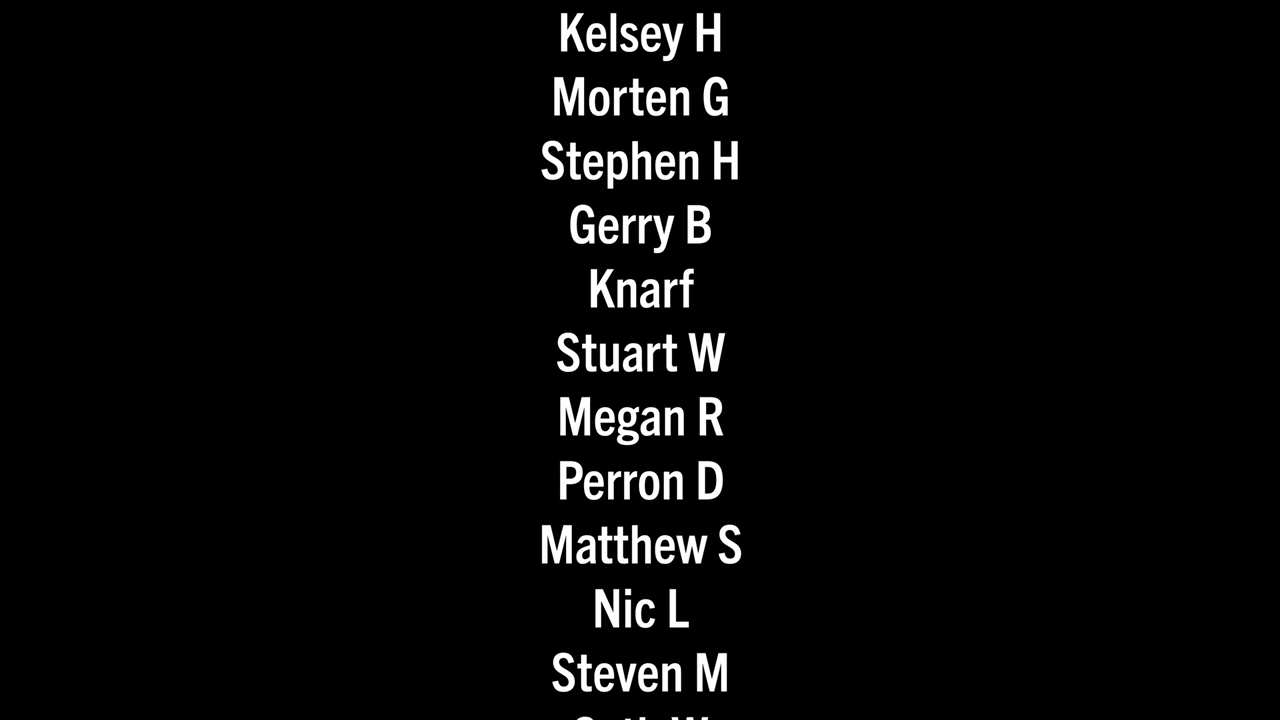 Kelsey H
Morten G
Stephen H
Gerry B
Knarf
Stuart W
Megan R
Perron D
Matthew S
Nic L
Steven M